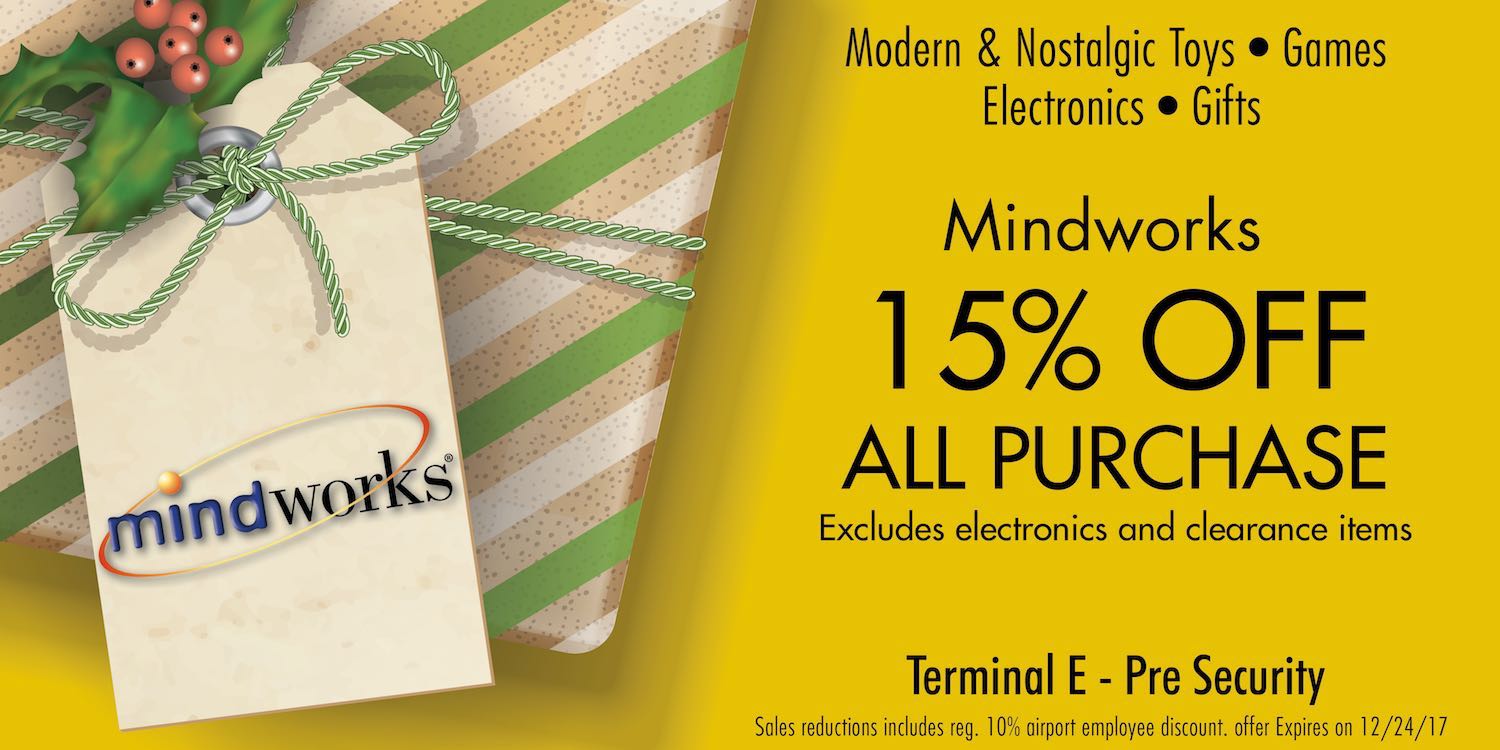 Modern & Nostalgic Toys • Games
Electronics • Gifts
Mindworks
15% OFF
ALL PURCHASE
Excludes electronics and clearance items
Terminal E - Pre Security
Sales reductions includes reg. 10% airport employee discount. offer Expires on 12/24/17
mindworks®